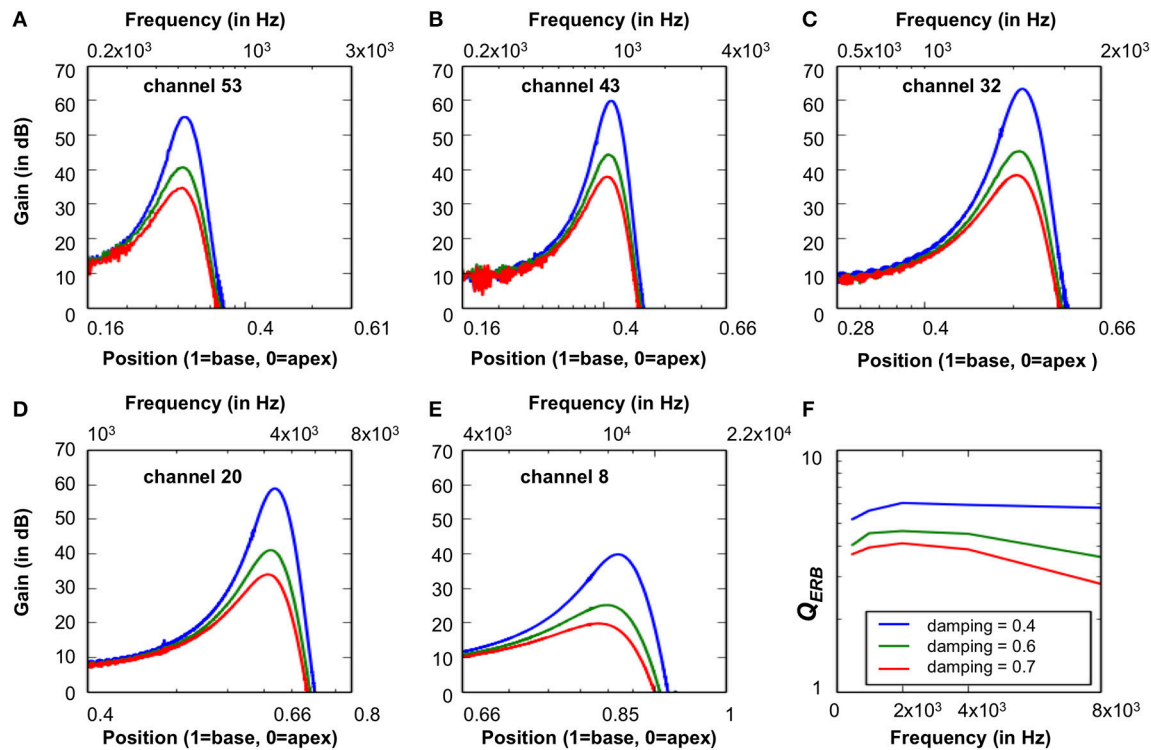 A
Frequency (in Hz)
0.2x10³ 10³ 3x10³
70
60
50
40
30
20
10
0
Gain (in dB)
channel 53
0.16 0.4 0.61
Position (1=base, 0=apex)
B
Frequency (in Hz)
0.2x10³ 10³ 4x10³
70
60
50
40
30
20
10
0
channel 43
0.16 0.4 0.66
Position (1=base, 0=apex)
C
Frequency (in Hz)
0.5x10³ 10³ 2x10³
70
60
50
40
30
20
10
0
channel 32
0.28 0.4 0.66
Position (1=base, 0=apex )
D
Frequency (in Hz)
10³ 4x10³ 8x10³
70
60
50
40
30
20
10
0
Gain (in dB)
channel 20
0.4 0.66 0.8
Position (1=base, 0=apex)
E
Frequency (in Hz)
4x10³ 10⁴ 2.2x10⁴
70
60
50
40
30
20
10
0
channel 8
0.66 0.85 1
Position (1=base, 0=apex)
F
10
1
Q_ERB
damping = 0.4
damping = 0.6
damping = 0.7
0 2x10³ 4x10³ 8x10³
Frequency (in Hz)